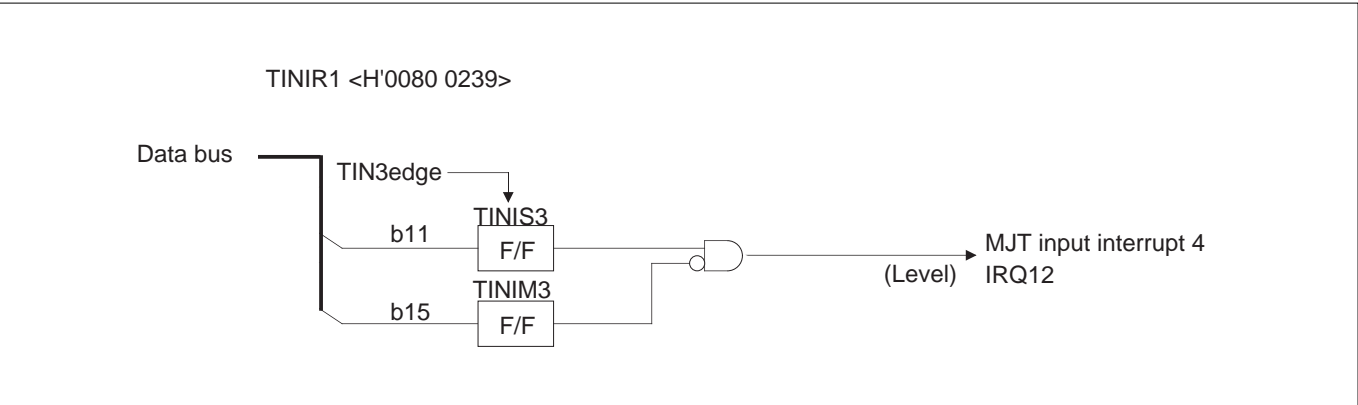 TINIR1 <H'0080 0239>
Data bus
TIN3edge
TINIS3
b11
F/F
MJT input interrupt 4
(Level)
IRQ12
TINIM3
b15
F/F